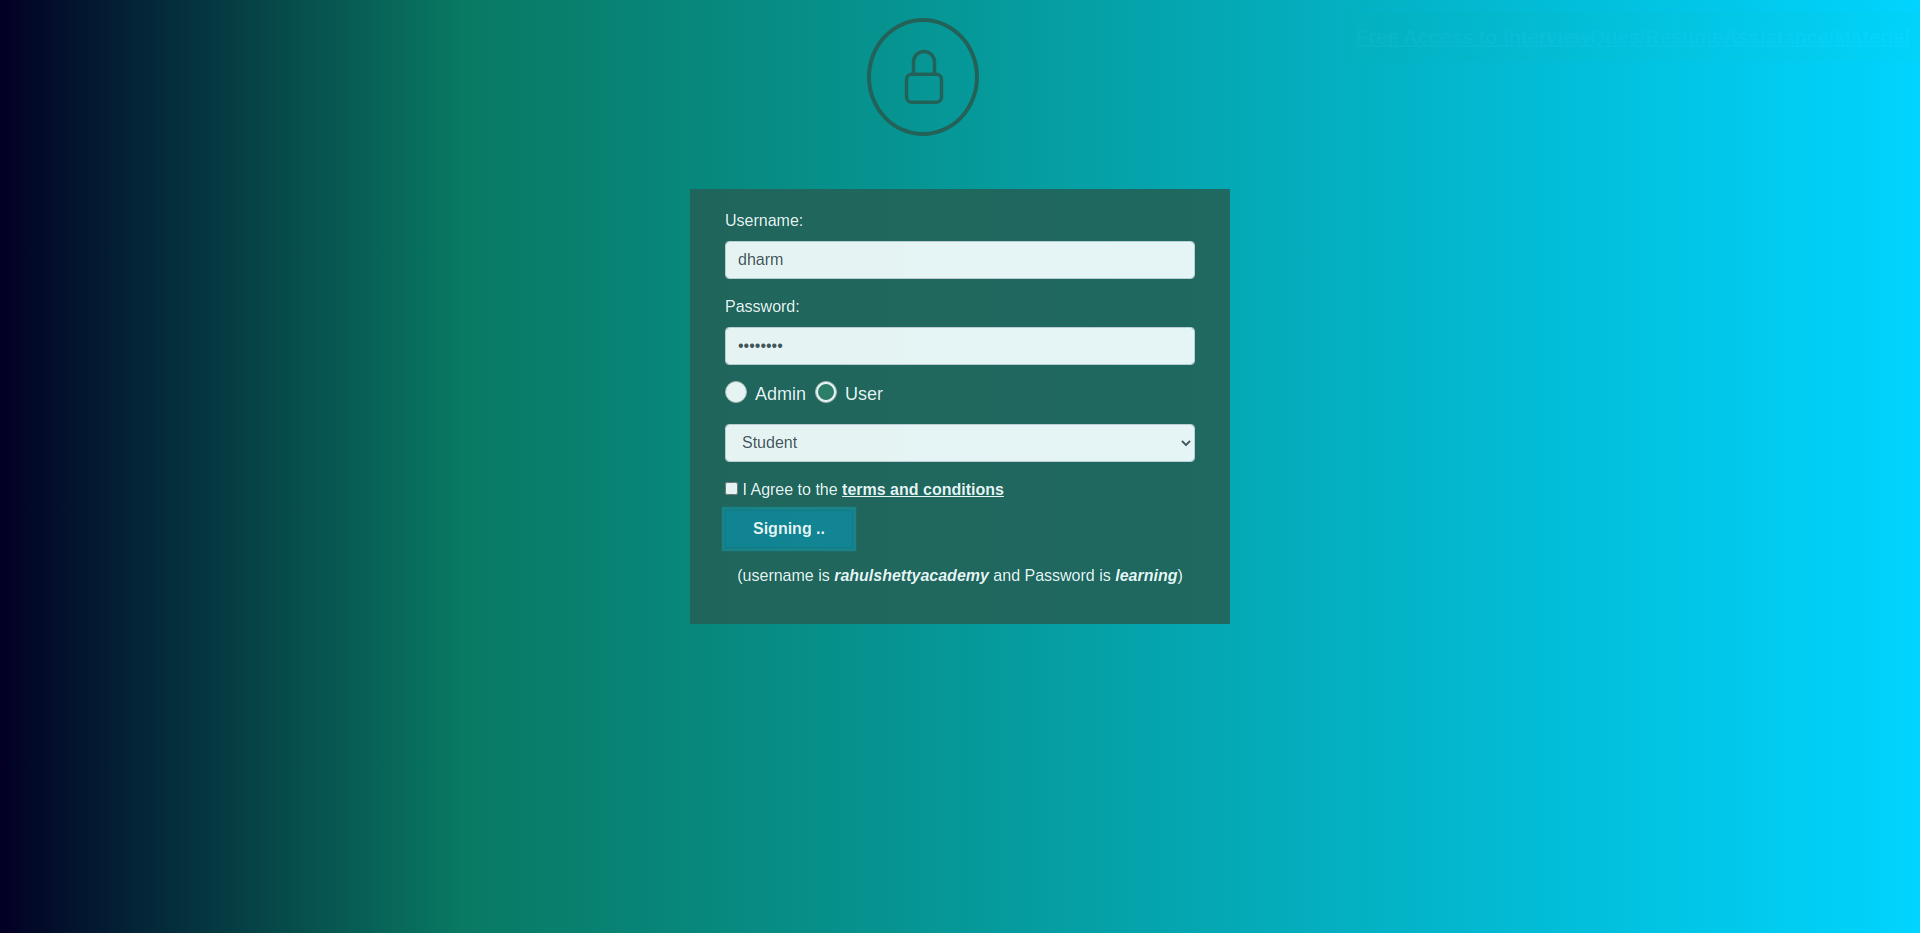 Free Access to InterviewQues/ResumeAssistance/Material
Username:
dharm
Password:
••••••••
Admin User
Student
I Agree to the terms and conditions
Signing ..
(username is rahulshettyacademy and Password is learning)